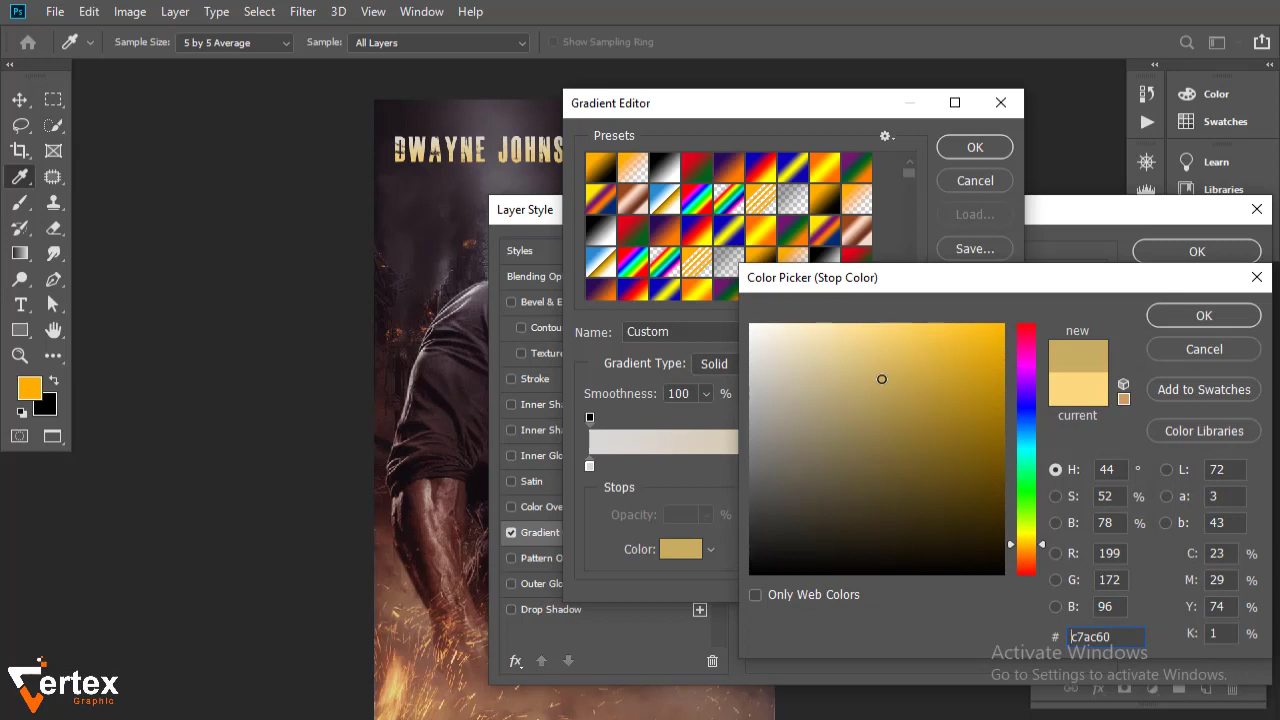 Ps File Edit Image Layer Type Select Filter 3D View Window Help
Sample Size: 5 by 5 Average Sample: All Layers Show Sampling Ring
Gradient Editor
Color
Presets
Swatches
DWAYNE JOHNS
OK
Learn
Cancel
Libraries
Layer Style
Load...
Save...
Styles
OK
Blending Op
Color Picker (Stop Color)
Bevel & E
OK
Contou
Name: Custom
new
Cancel
Texture
Gradient Type: Solid
Stroke
Smoothness: 100 %
Add to Swatches
Inner Sha
current
Inner Sh
Color Libraries
Inner Glo
H: 44 ° L: 72
Satin
Stops
S: 52 % a: 3
Color Ove
Opacity: %
B: 78 % b: 43
Gradient
Color:
R: 199 C: 23 %
Pattern O
G: 172 M: 29 %
Outer Glo
Only Web Colors
B: 96 Y: 74 %
Drop Shadow
# c7ac60 K: 1 %
Activate Windows
Go to Settings to activate Windows.
fx
fx
ertex
Graphic